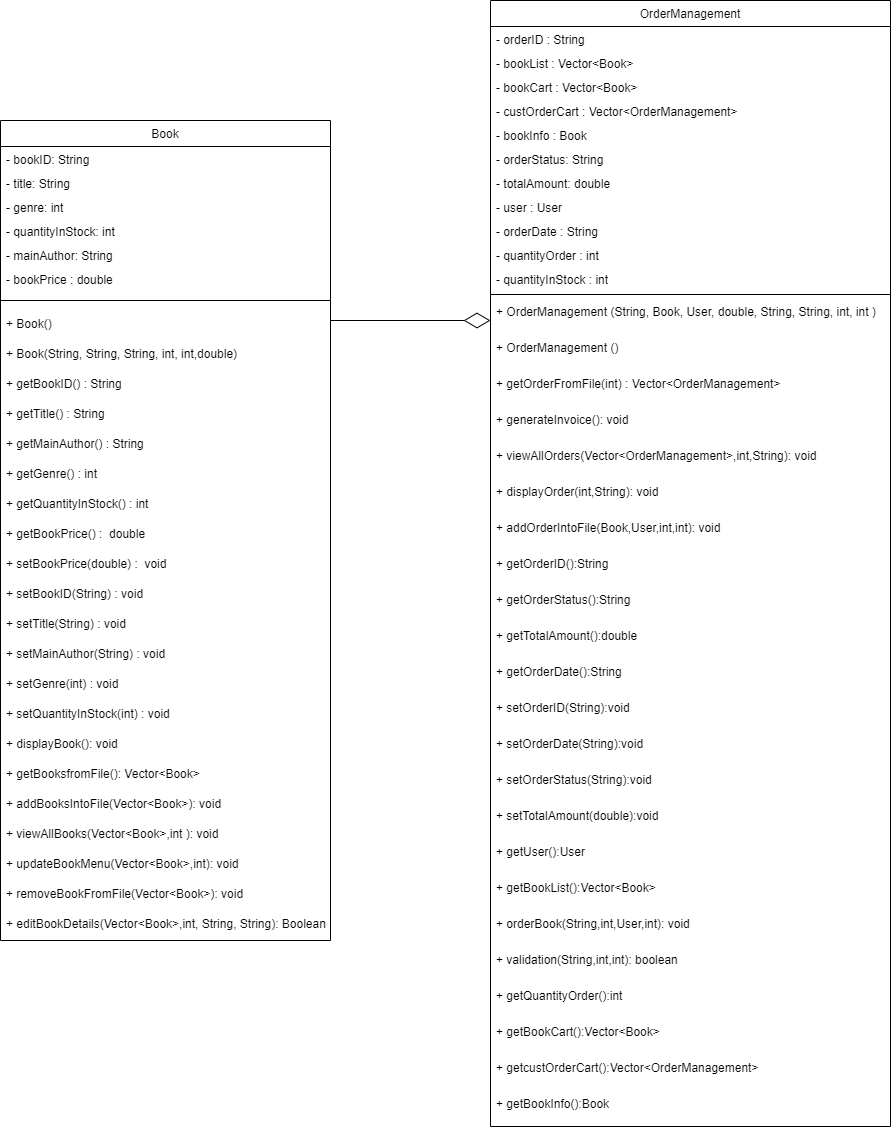 Book
- bookID: String
- title: String
- genre: int
- quantityInStock: int
- mainAuthor: String
- bookPrice : double
+ Book()
+ Book(String, String, String, int, int,double)
+ getBookID() : String
+ getTitle() : String
+ getMainAuthor() : String
+ getGenre() : int
+ getQuantityInStock() : int
+ getBookPrice() :  double
+ setBookPrice(double) :  void
+ setBookID(String) : void
+ setTitle(String) : void
+ setMainAuthor(String) : void
+ setGenre(int) : void
+ setQuantityInStock(int) : void
+ displayBook(): void
+ getBooksfromFile(): Vector<Book>
+ addBooksIntoFile(Vector<Book>): void
+ viewAllBooks(Vector<Book>,int ): void
+ updateBookMenu(Vector<Book>,int): void
+ removeBookFromFile(Vector<Book>): void
+ editBookDetails(Vector<Book>,int, String, String): Boolean
OrderManagement
- orderID : String
- bookList : Vector<Book>
- bookCart : Vector<Book>
- custOrderCart : Vector<OrderManagement>
- bookInfo : Book
- orderStatus: String
- totalAmount: double
- user : User
- orderDate : String
- quantityOrder : int
- quantityInStock : int
+ OrderManagement (String, Book, User, double, String, String, int, int )
+ OrderManagement ()
+ getOrderFromFile(int) : Vector<OrderManagement>
+ generateInvoice(): void
+ viewAllOrders(Vector<OrderManagement>,int,String): void
+ displayOrder(int,String): void
+ addOrderIntoFile(Book,User,int,int): void
+ getOrderID():String
+ getOrderStatus():String
+ getTotalAmount():double
+ getOrderDate():String
+ setOrderID(String):void
+ setOrderDate(String):void
+ setOrderStatus(String):void
+ setTotalAmount(double):void
+ getUser():User
+ getBookList():Vector<Book>
+ orderBook(String,int,User,int): void
+ validation(String,int,int): boolean
+ getQuantityOrder():int
+ getBookCart():Vector<Book>
+ getcustOrderCart():Vector<OrderManagement>
+ getBookInfo():Book